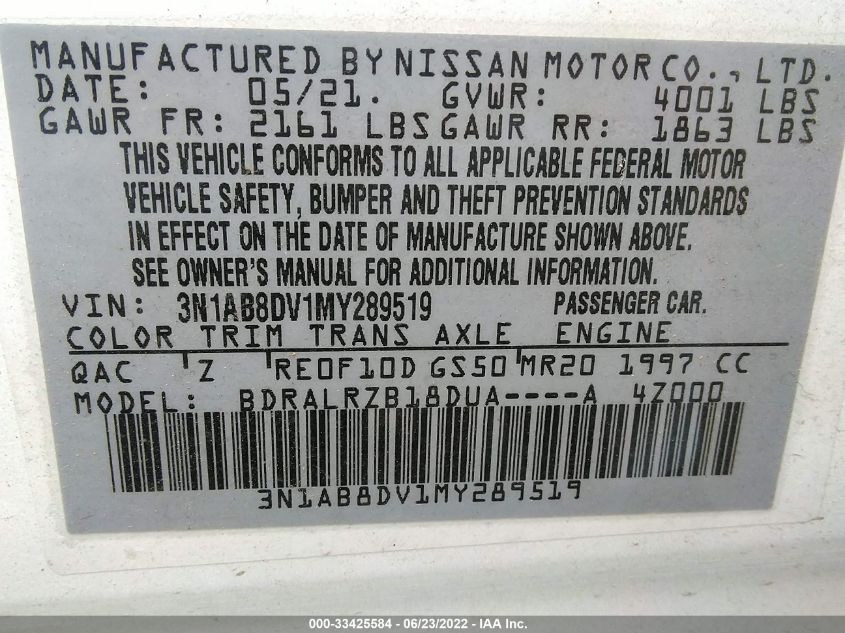 MANUFACTURED BY NISSAN MOTOR CO., LTD.
DATE: 05/21. GVWR: 4001 LBS
GAWR FR: 2161 LBS GAWR RR: 1863 LBS
THIS VEHICLE CONFORMS TO ALL APPLICABLE FEDERAL MOTOR
VEHICLE SAFETY, BUMPER AND THEFT PREVENTION STANDARDS
IN EFFECT ON THE DATE OF MANUFACTURE SHOWN ABOVE.
SEE OWNER'S MANUAL FOR ADDITIONAL INFORMATION.
VIN: 3N1AB8DV1MY289519 PASSENGER CAR.
COLOR TRIM TRANS AXLE ENGINE
QAC Z RE0F10D GS50 MR20 1997 CC
MODEL: BDRALRZB18DUA----A 4Z000
3N1AB8DV1MY289519
000-33425584 / 06/23/2022 - IAA Inc.